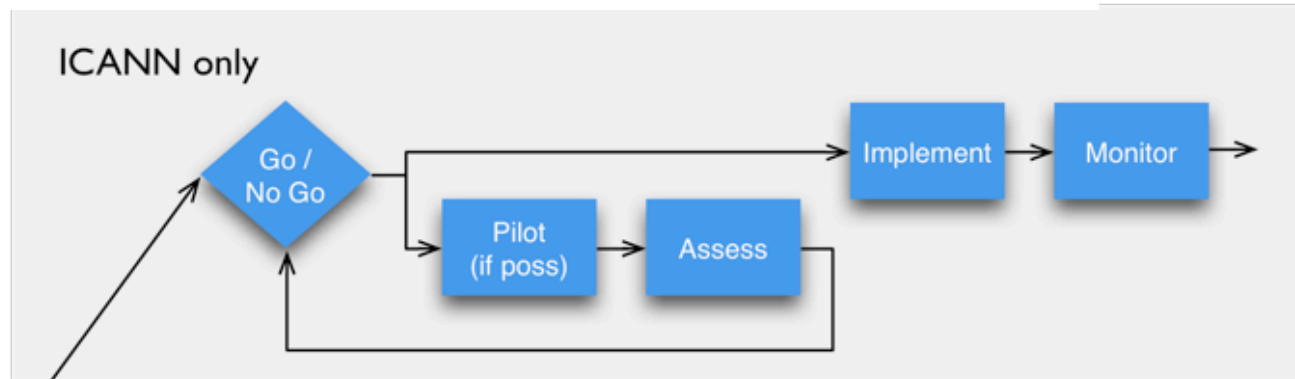 ICANN only
Go /
No Go
Implement
Monitor
Pilot
(if poss)
Assess